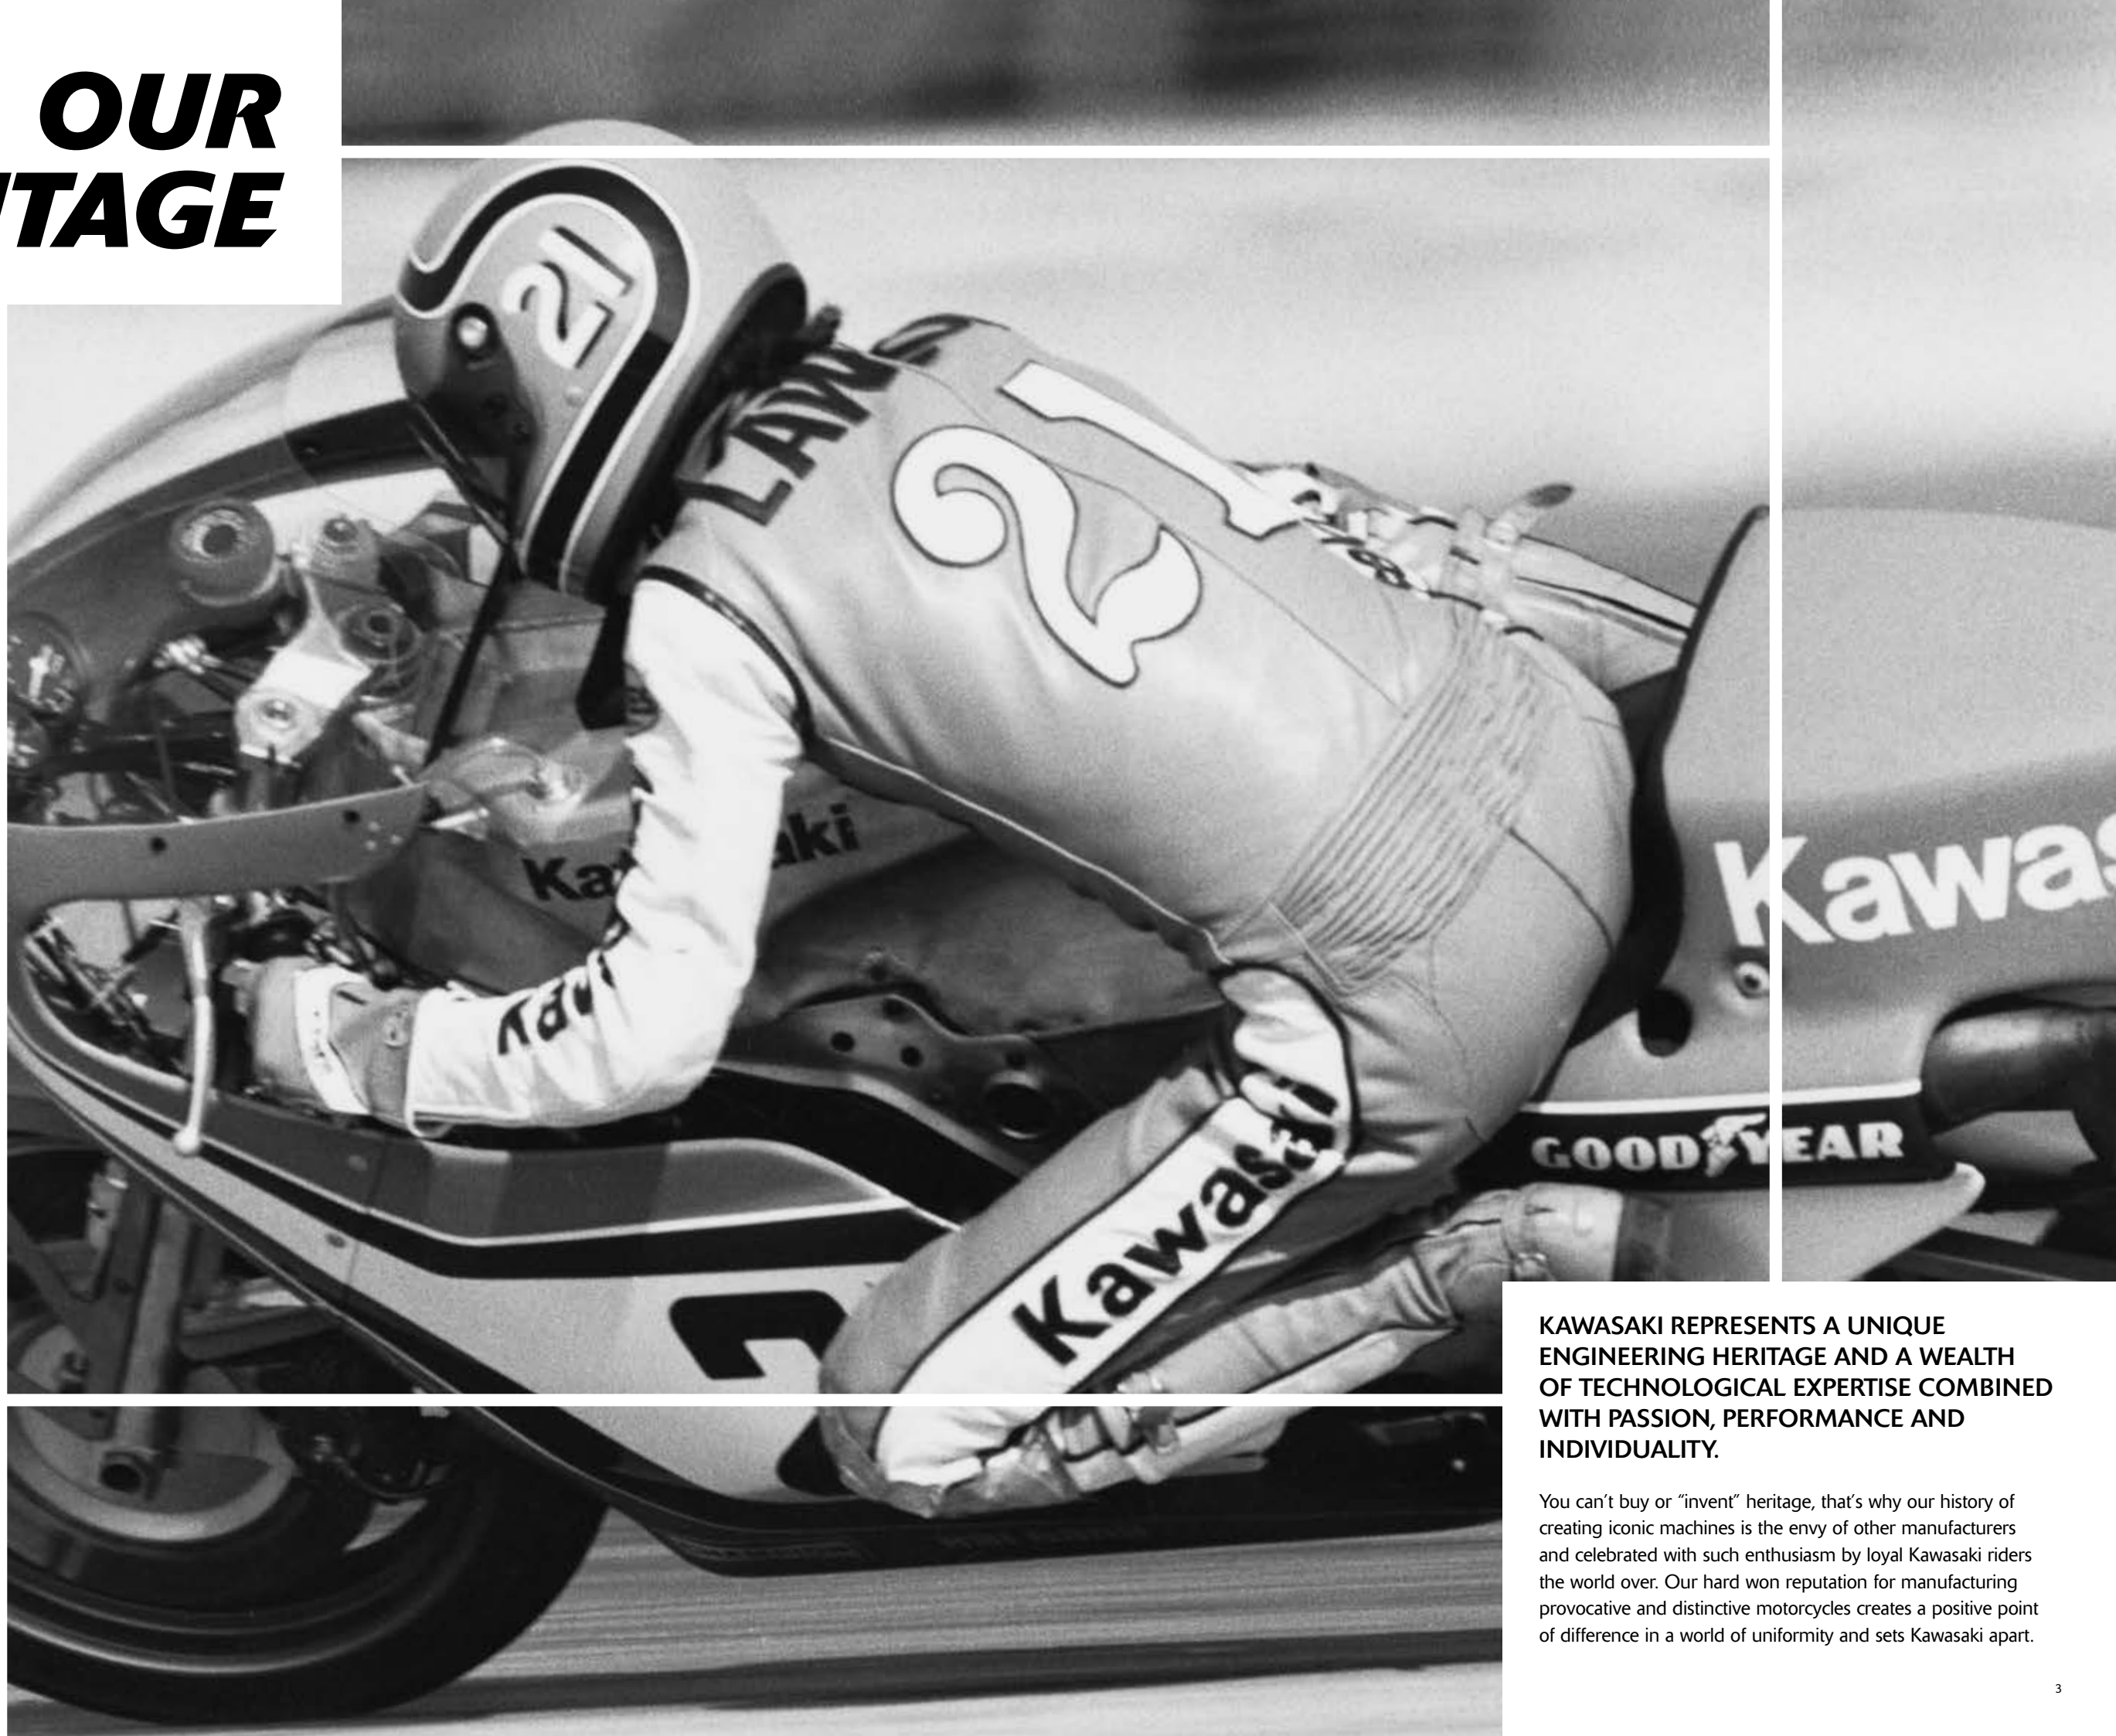 OUR
ITAGE
21
LAW
21
Kawas
Kawasaki
GOODYEAR
KAWASAKI REPRESENTS A UNIQUE
ENGINEERING HERITAGE AND A WEALTH
OF TECHNOLOGICAL EXPERTISE COMBINED
WITH PASSION, PERFORMANCE AND
INDIVIDUALITY.
You can’t buy or “invent” heritage, that’s why our history of
creating iconic machines is the envy of other manufacturers
and celebrated with such enthusiasm by loyal Kawasaki riders
the world over. Our hard won reputation for manufacturing
provocative and distinctive motorcycles creates a positive point
of difference in a world of uniformity and sets Kawasaki apart.
3